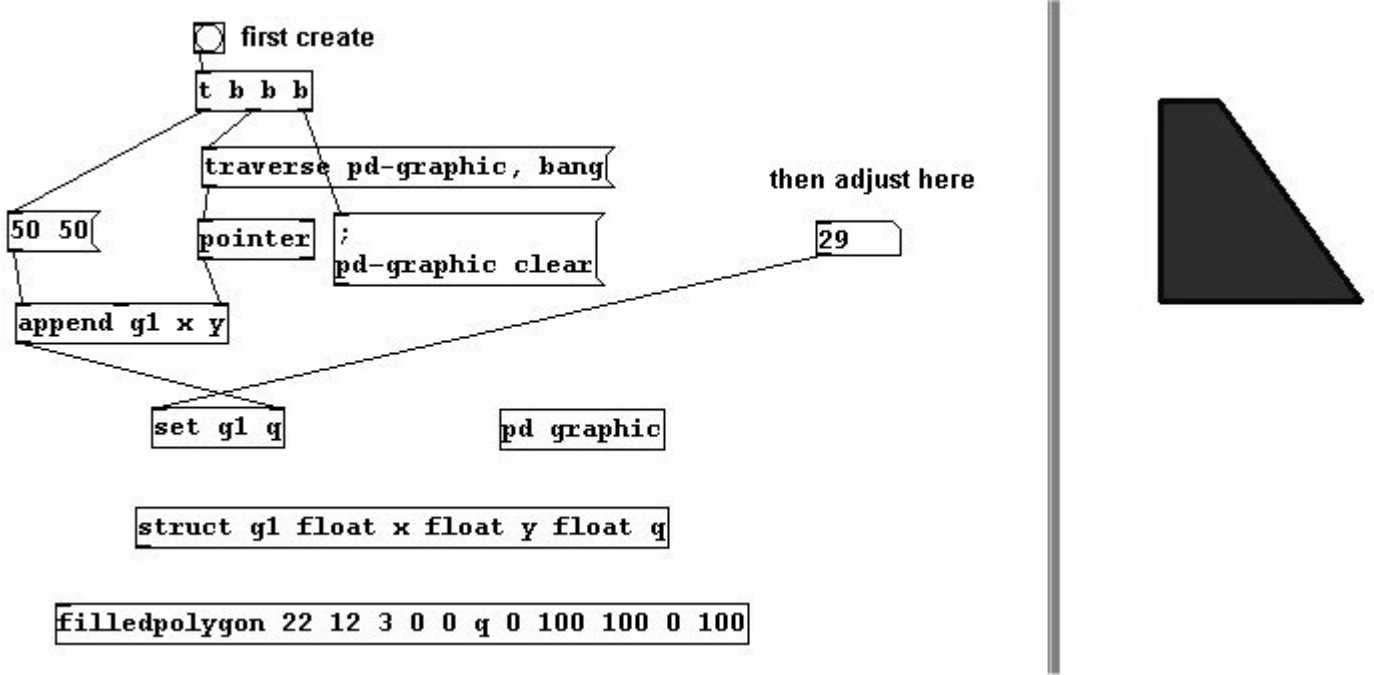 first create
t b b b
traverse pd-graphic, bang
then adjust here
50 50
pointer
;
pd-graphic clear
29
append g1 x y
set g1 q
pd graphic
struct g1 float x float y float q
filledpolygon 22 12 3 0 0 q 0 100 100 0 100